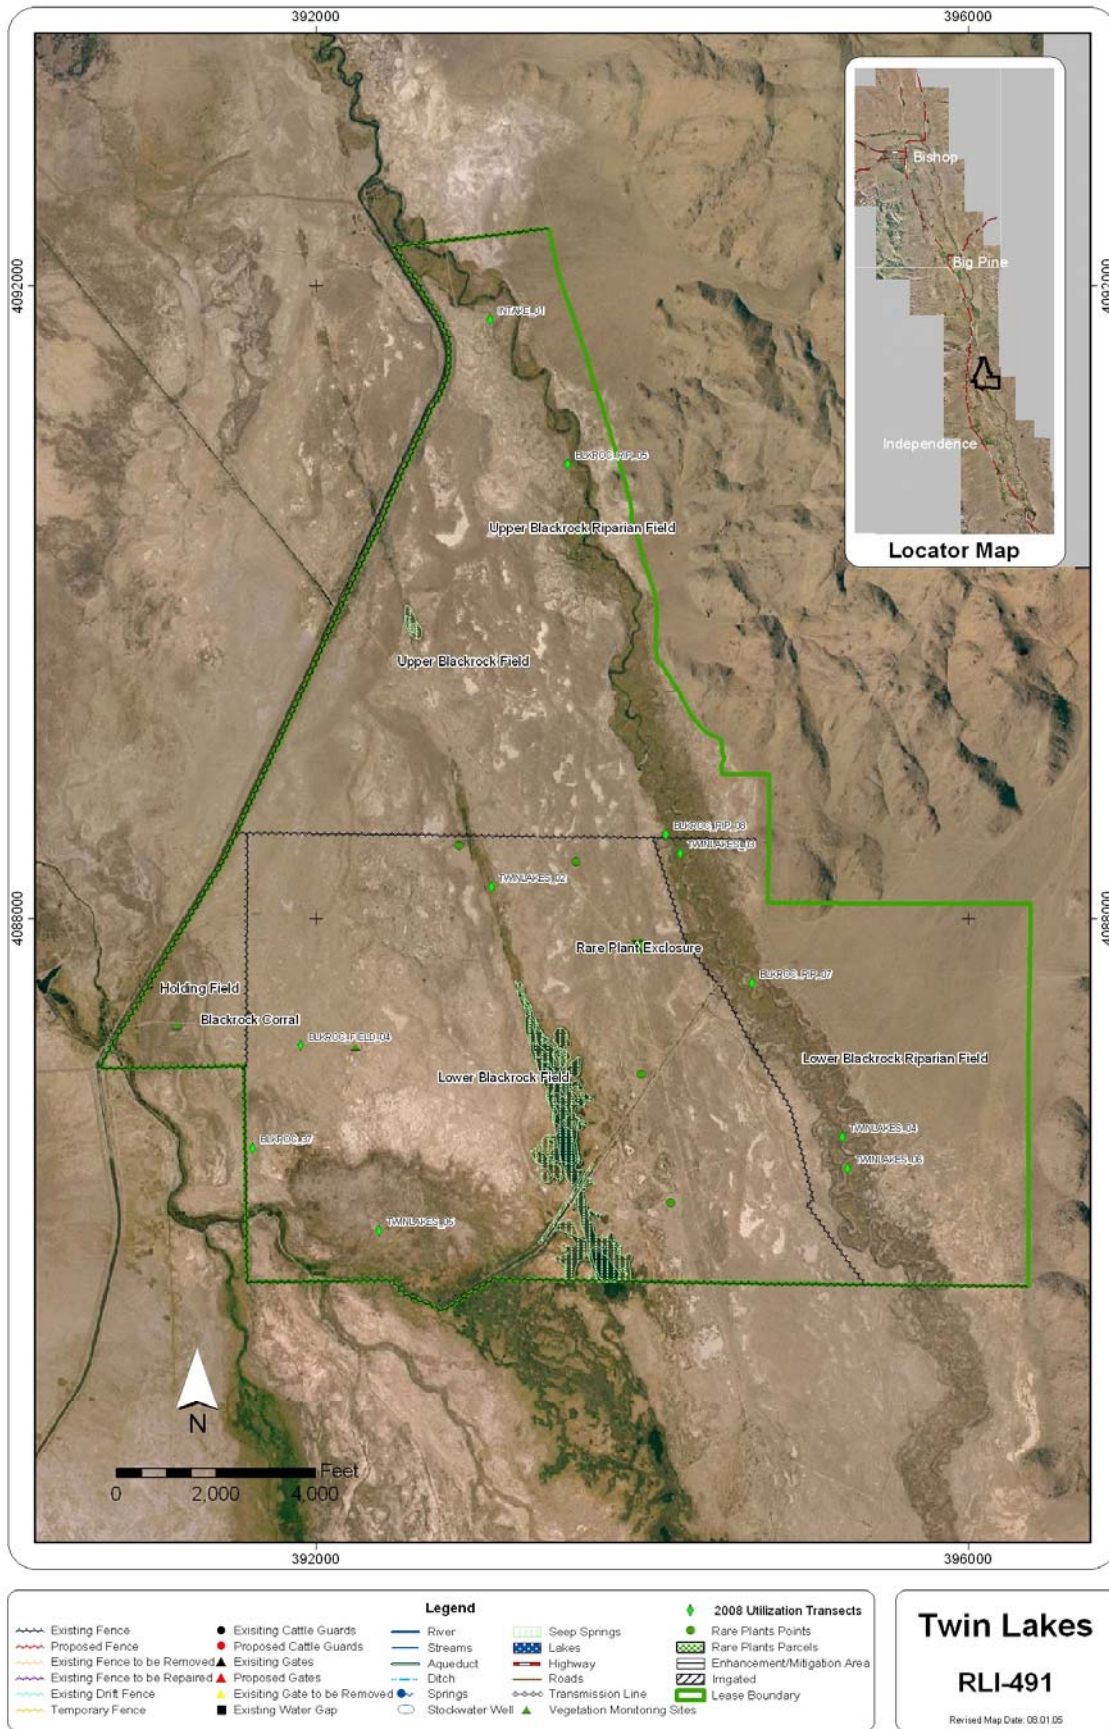 392000
396000
4092000
4092000
Bishop
Big Pine
Independence
Locator Map
INTAKE_01
BLKROC_RIP_05
Upper Blackrock Riparian Field
Upper Blackrock Field
BLKROC_RIP_08
TWINLAKES_03
TWINLAKES_02
4088000
4088000
Rare Plant Exclosure
BLKROC_RIP_07
Holding Field
Blackrock Corral
BLKROC_FIELD_04
Lower Blackrock Riparian Field
Lower Blackrock Field
TWINLAKES_04
BLKROC_37
TWINLAKES_06
TWINLAKES_05
N
Feet
0 2,000 4,000
392000
396000
Legend
Existing Fence
Proposed Fence
Existing Fence to be Removed
Existing Fence to be Repaired
Existing Drift Fence
Temporary Fence
Exisiting Cattle Guards
Proposed Cattle Guards
Exisiting Gates
Proposed Gates
Exisiting Gate to be Removed
Existing Water Gap
River
Streams
Aqueduct
Ditch
Springs
Stockwater Well
Seep Springs
Lakes
Highway
Roads
Transmission Line
Vegetation Monitoring Sites
2008 Utilization Transects
Rare Plants Points
Rare Plants Parcels
Enhancement/Mitigation Area
Irrigated
Lease Boundary
Twin Lakes
RLI-491
Revised Map Date: 08.01.05